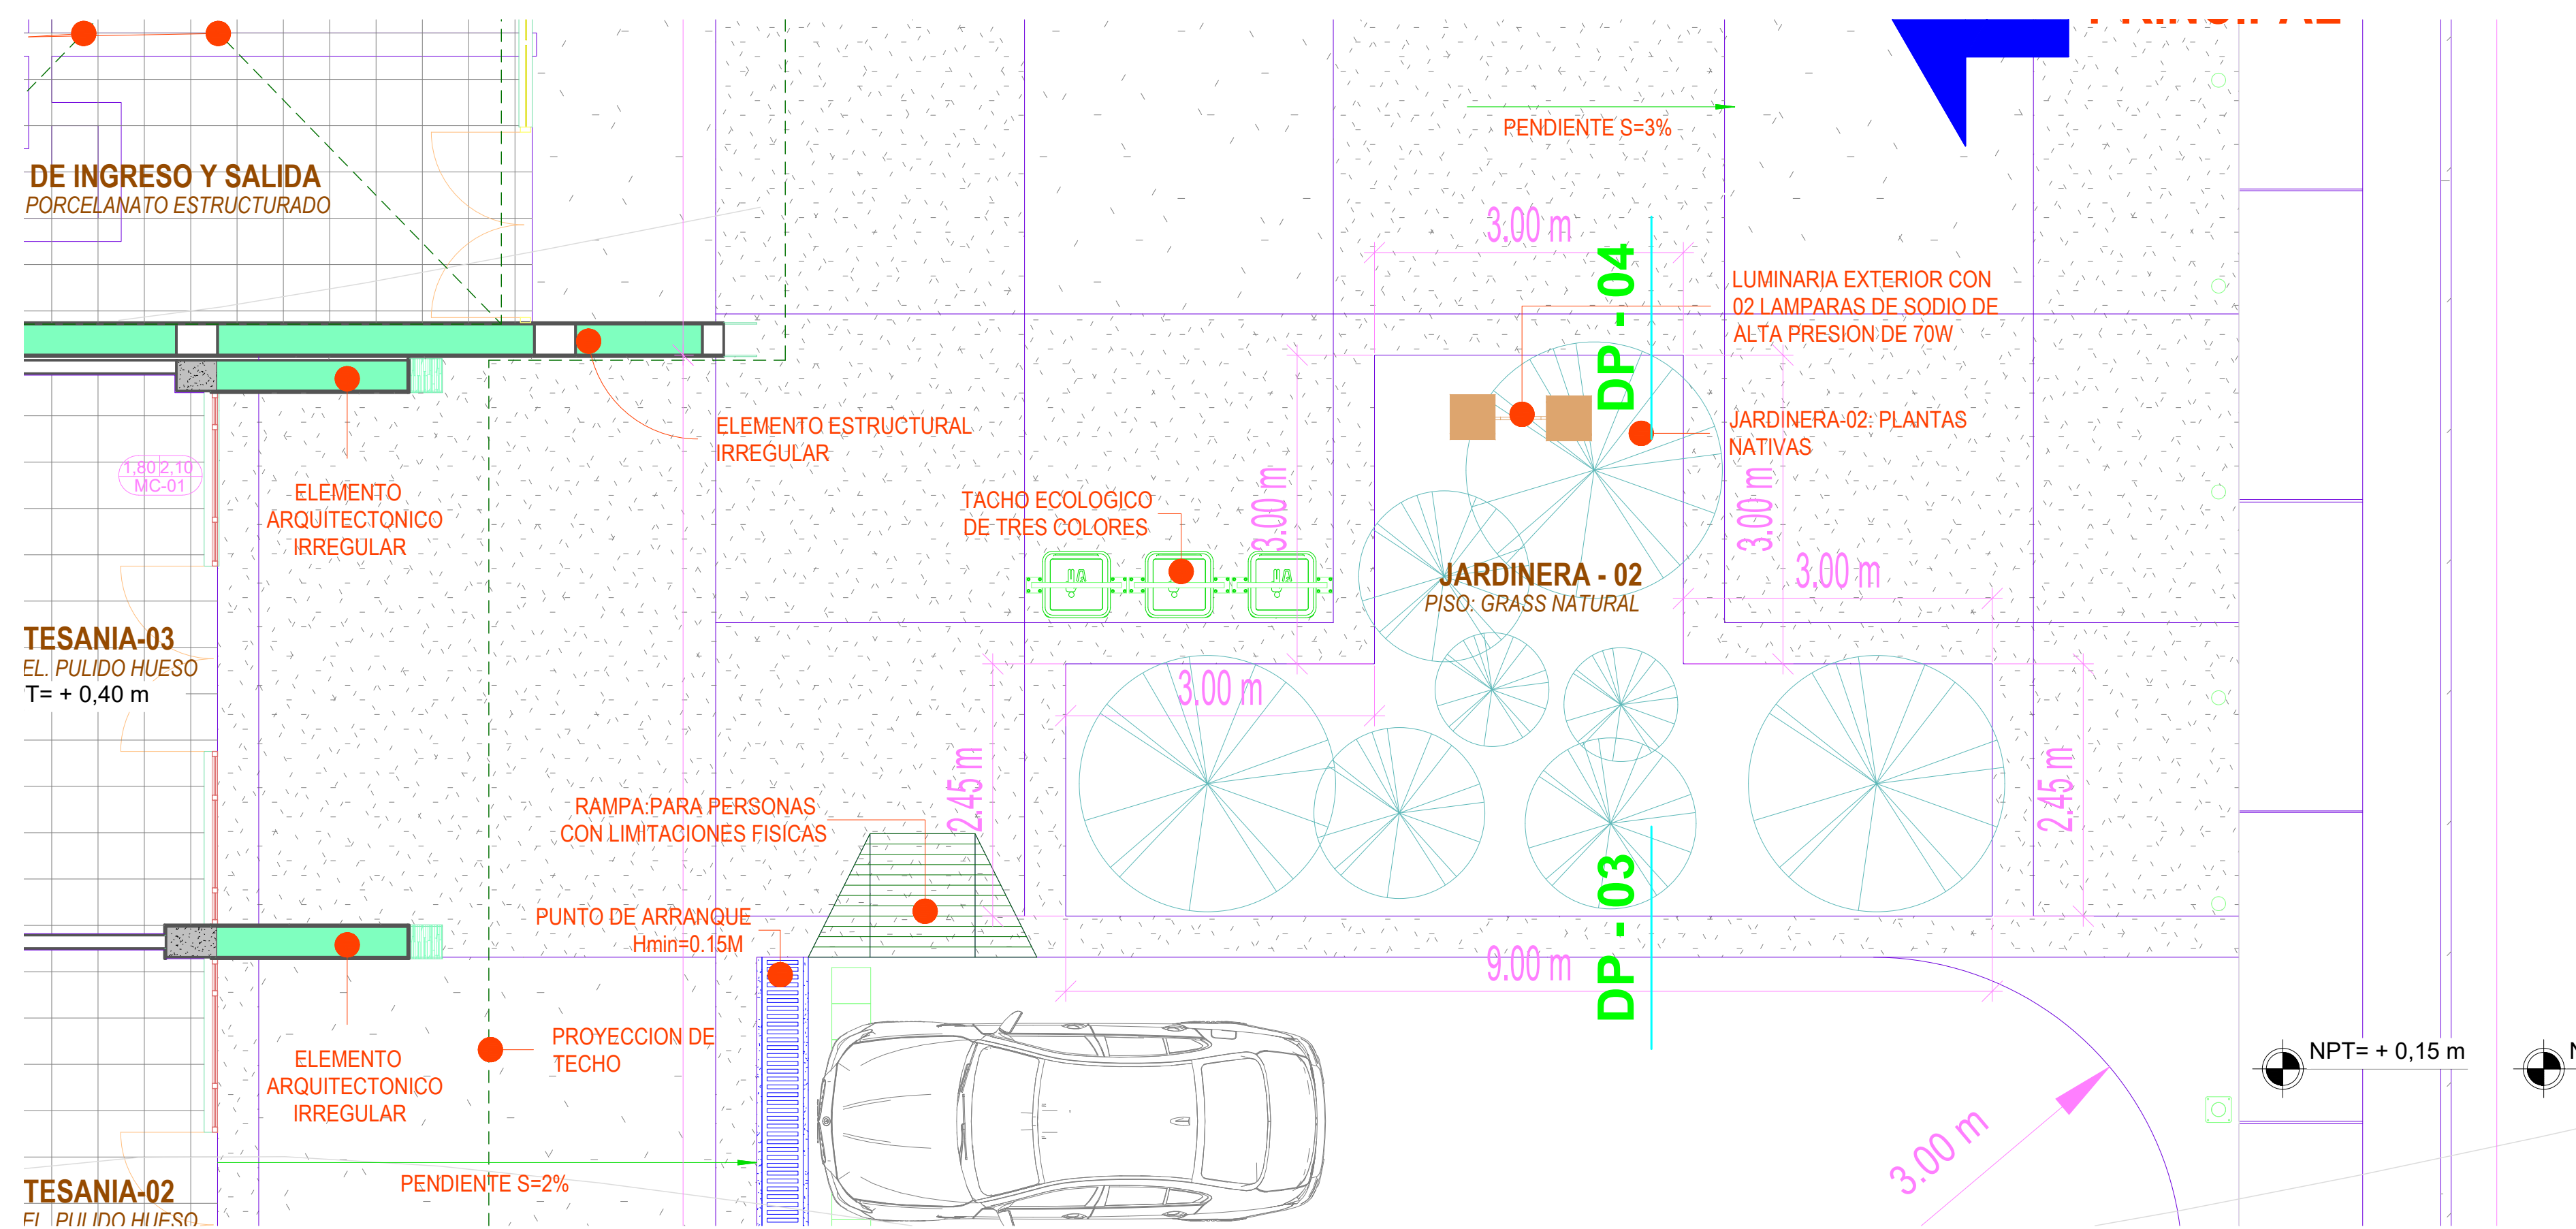 DE INGRESO Y SALIDA
PORCELANATO ESTRUCTURADO
PENDIENTE S=3%
3.00 m
DP - 04
LUMINARIA EXTERIOR CON
02 LAMPARAS DE SODIO DE
ALTA PRESION DE 70W
JARDINERA-02: PLANTAS
NATIVAS
ELEMENTO ESTRUCTURAL
IRREGULAR
1,80 2,10
MC-01
ELEMENTO
ARQUITECTONICO
IRREGULAR
TACHO ECOLOGICO
DE TRES COLORES
3.00 m
3.00 m
3.00 m
JARDINERA - 02
PISO: GRASS NATURAL
TESANIA-03
EL. PULIDO HUESO
T= + 0,40 m
3.00 m
2.45 m
2.45 m
RAMPA PARA PERSONAS
CON LIMITACIONES FISICAS
PUNTO DE ARRANQUE
Hmin=0.15M
DP - 03
9.00 m
ELEMENTO
ARQUITECTONICO
IRREGULAR
PROYECCION DE
TECHO
NPT= + 0,15 m
3.00 m
PENDIENTE S=2%
TESANIA-02
EL. PULIDO HUESO